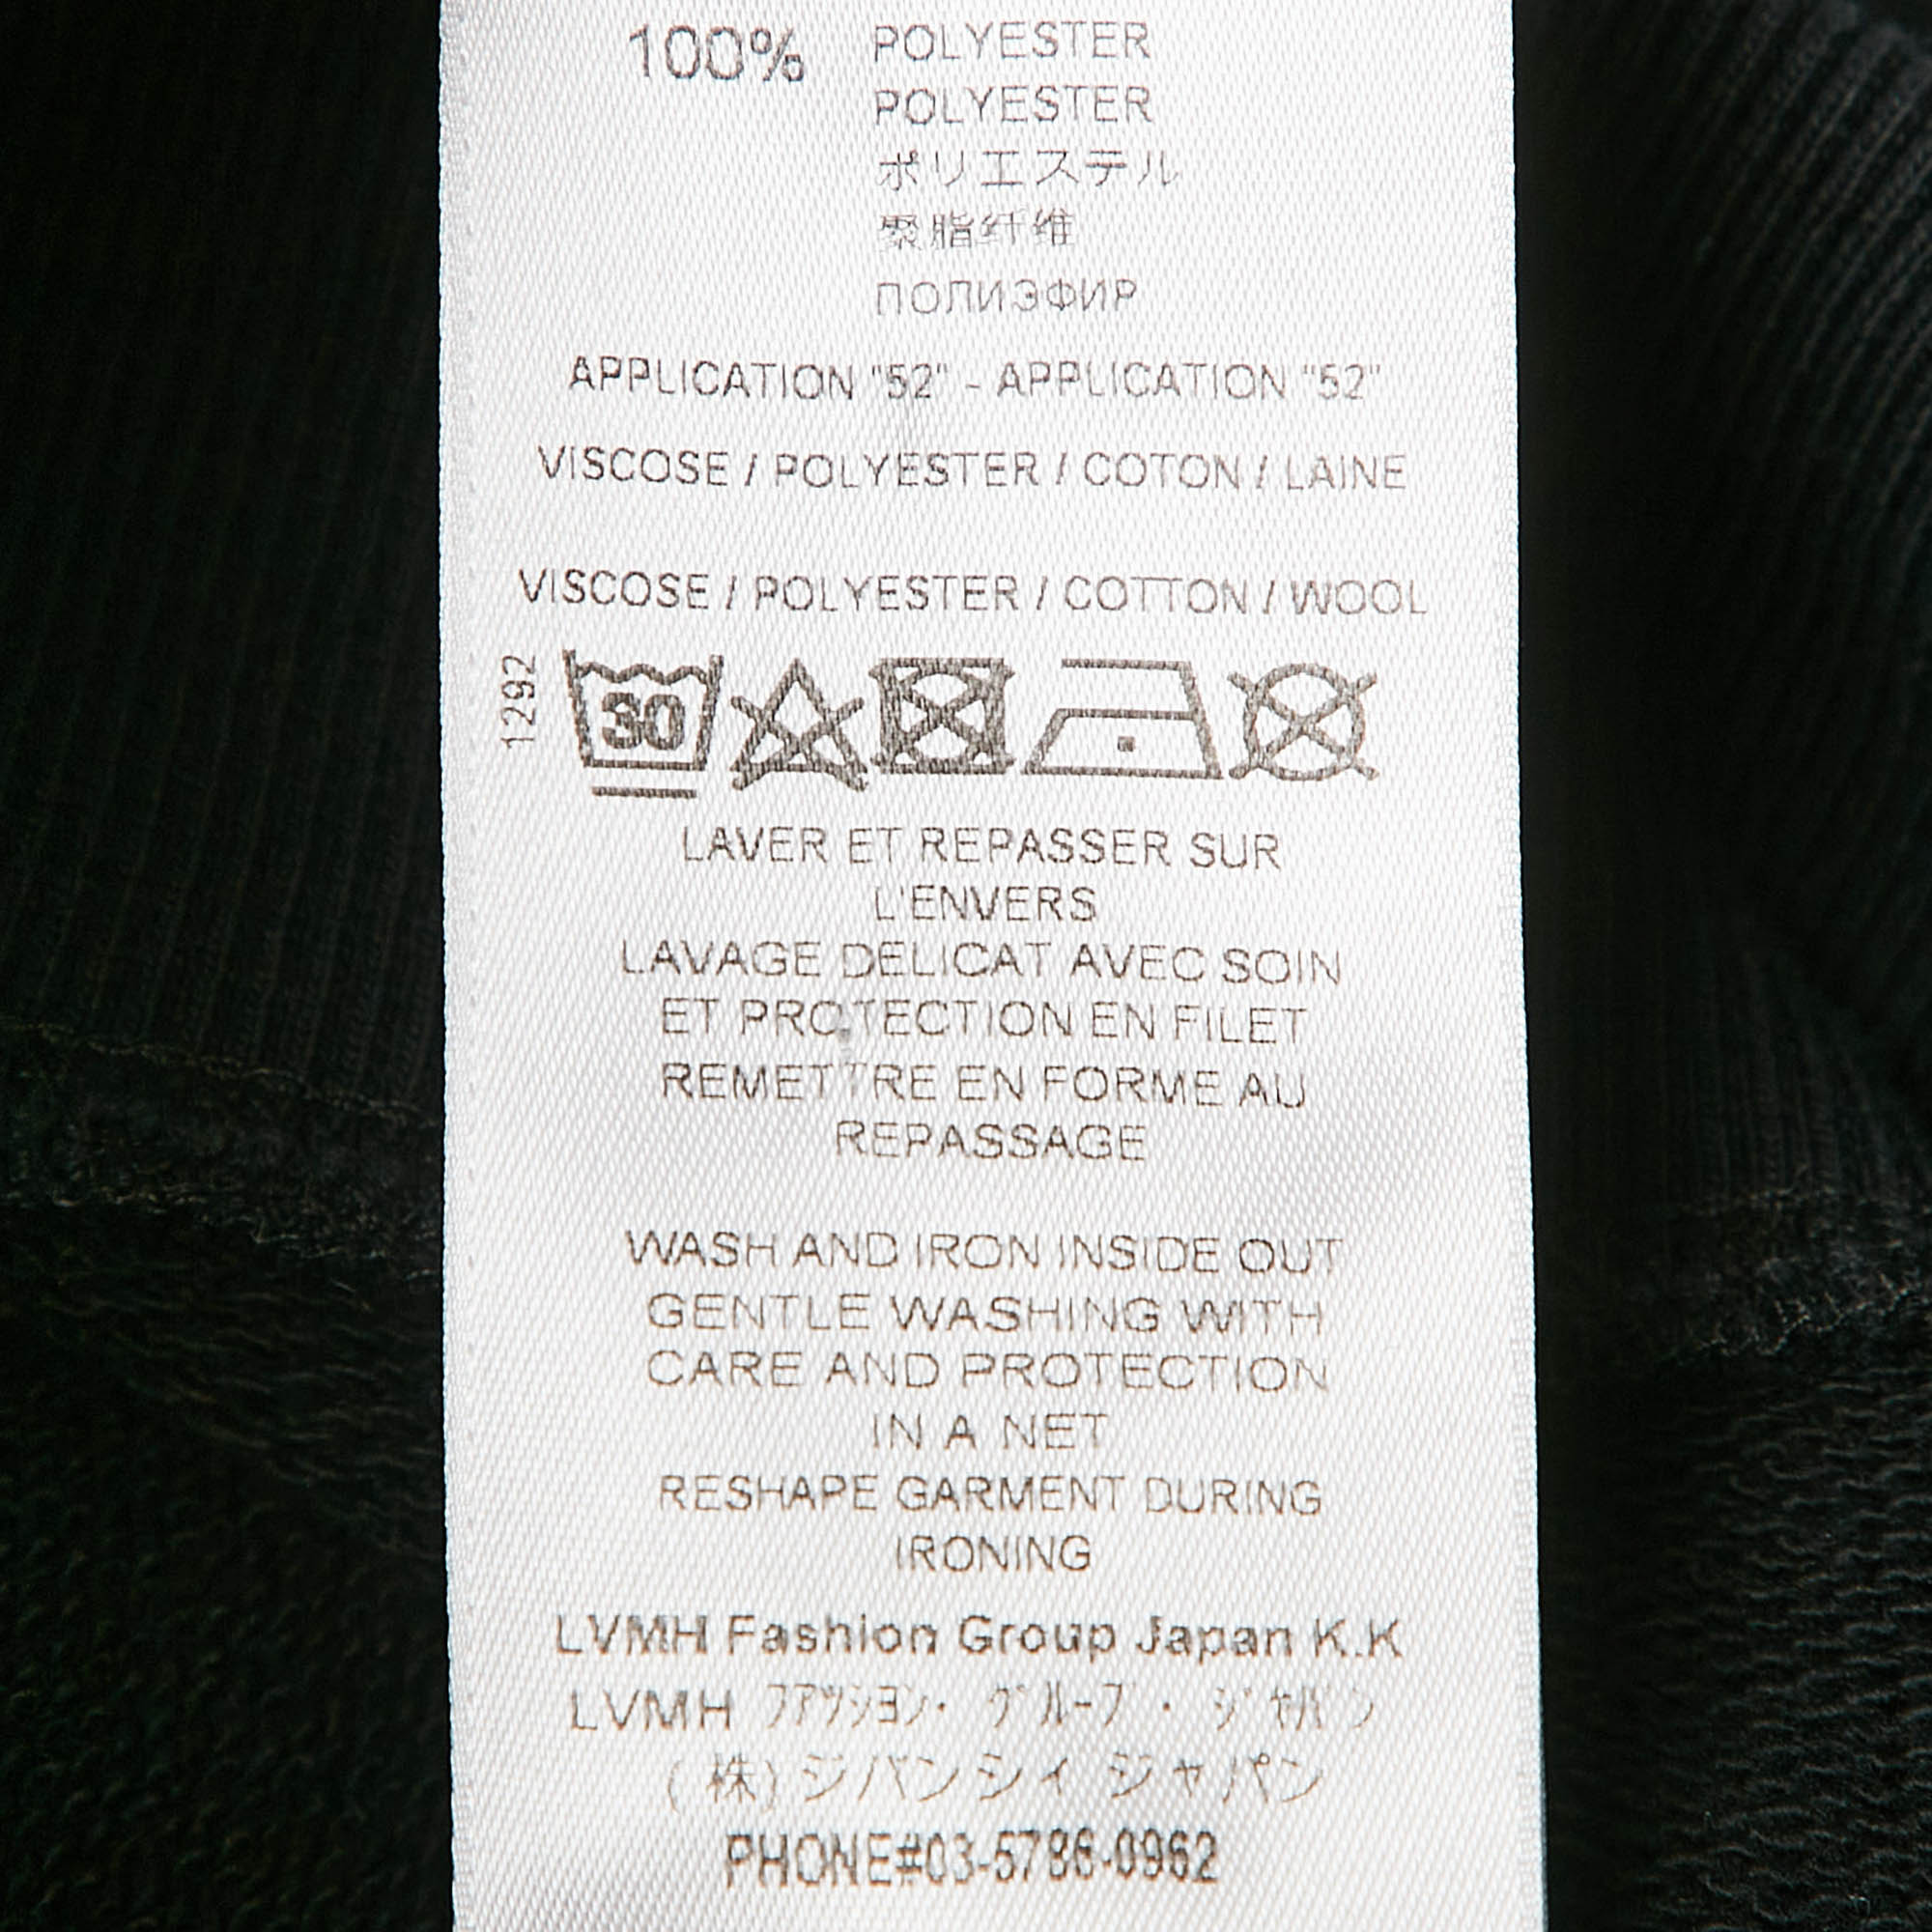 100% POLYESTER
POLYESTER
ポリエステル
聚脂纤维
ПОЛИЭФИР
APPLICATION "52" - APPLICATION "52"
VISCOSE / POLYESTER / COTON / LAINE
VISCOSE / POLYESTER / COTTON / WOOL
1292
30
LAVER ET REPASSER SUR
L'ENVERS
LAVAGE DELICAT AVEC SOIN
ET PROTECTION EN FILET
REMETTRE EN FORME AU
REPASSAGE
WASH AND IRON INSIDE OUT
GENTLE WASHING WITH
CARE AND PROTECTION
IN A NET
RESHAPE GARMENT DURING
IRONING
LVMH Fashion Group Japan K.K
LVMH ファッション・グループ・ジャパン
(株)ジバンシィ ジャパン
PHONE#03-5786-0962